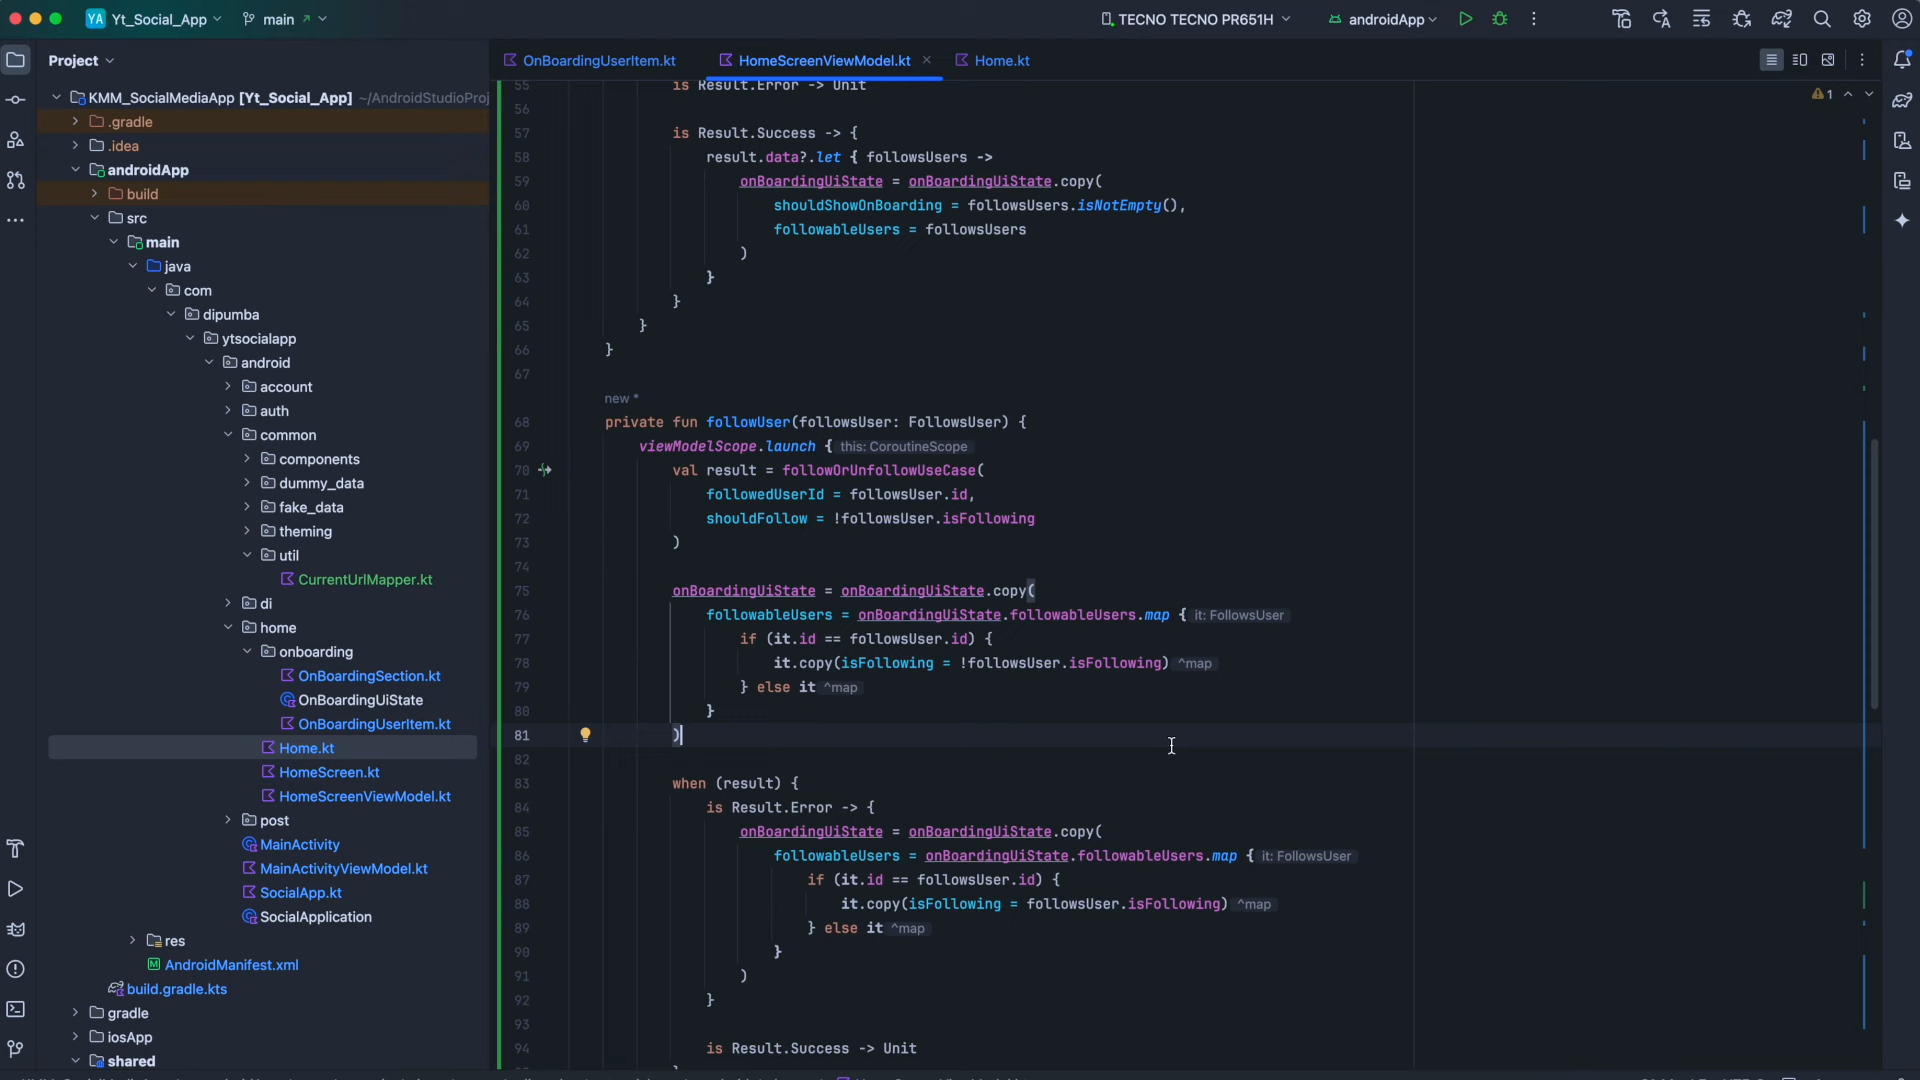 YA Yt_Social_App main TECNO TECNO PR651H androidApp
Project
OnBoardingUserItem.kt HomeScreenViewModel.kt Home.kt
KMM_SocialMediaApp [Yt_Social_App] ~/AndroidStudioProj
.gradle
.idea
androidApp
build
src
main
java
com
dipumba
ytsocialapp
android
account
auth
common
components
dummy_data
fake_data
theming
util
CurrentUrlMapper.kt
di
home
onboarding
OnBoardingSection.kt
OnBoardingUiState
OnBoardingUserItem.kt
Home.kt
HomeScreen.kt
HomeScreenViewModel.kt
post
MainActivity
MainActivityViewModel.kt
SocialApp.kt
SocialApplication
res
AndroidManifest.xml
build.gradle.kts
gradle
iosApp
shared
1
55 is Result.Error -> Unit
56
57 is Result.Success -> {
58 result.data?.let { followsUsers ->
59 onBoardingUiState = onBoardingUiState.copy(
60 shouldShowOnBoarding = followsUsers.isNotEmpty(),
61 followableUsers = followsUsers
62 )
63 }
64 }
65 }
66 }
67
new *
68 private fun followUser(followsUser: FollowsUser) {
69 viewModelScope.launch { this: CoroutineScope
70 val result = followOrUnfollowUseCase(
71 followedUserId = followsUser.id,
72 shouldFollow = !followsUser.isFollowing
73 )
74
75 onBoardingUiState = onBoardingUiState.copy(
76 followableUsers = onBoardingUiState.followableUsers.map { it: FollowsUser
77 if (it.id == followsUser.id) {
78 it.copy(isFollowing = !followsUser.isFollowing) ^map
79 } else it ^map
80 }
81 )
82
83 when (result) {
84 is Result.Error -> {
85 onBoardingUiState = onBoardingUiState.copy(
86 followableUsers = onBoardingUiState.followableUsers.map { it: FollowsUser
87 if (it.id == followsUser.id) {
88 it.copy(isFollowing = followsUser.isFollowing) ^map
89 } else it ^map
90 }
91 )
92 }
93
94 is Result.Success -> Unit